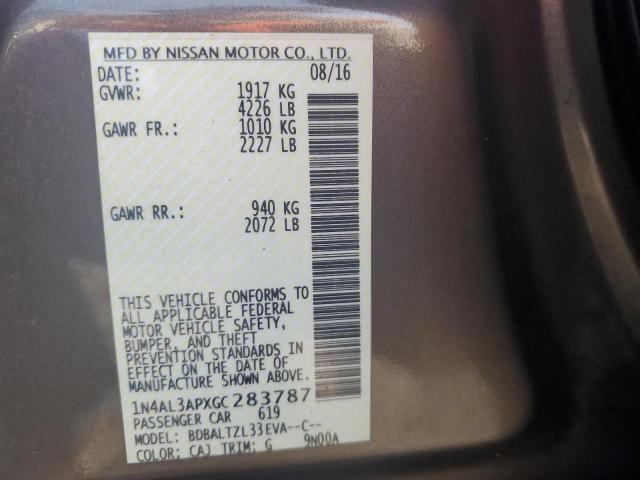 MFD BY NISSAN MOTOR CO., LTD.
DATE: 08/16
GVWR: 1917 KG
4226 LB
GAWR FR.: 1010 KG
2227 LB
GAWR RR.: 940 KG
2072 LB
THIS VEHICLE CONFORMS TO
ALL APPLICABLE FEDERAL
MOTOR VEHICLE SAFETY,
BUMPER, AND THEFT
PREVENTION STANDARDS IN
EFFECT ON THE DATE OF
MANUFACTURE SHOWN ABOVE.
1N4AL3APXGC283787
PASSENGER CAR 619
MODEL: BDBALTZL33EVA--C--
COLOR: CAJ TRIM: G 9N00A